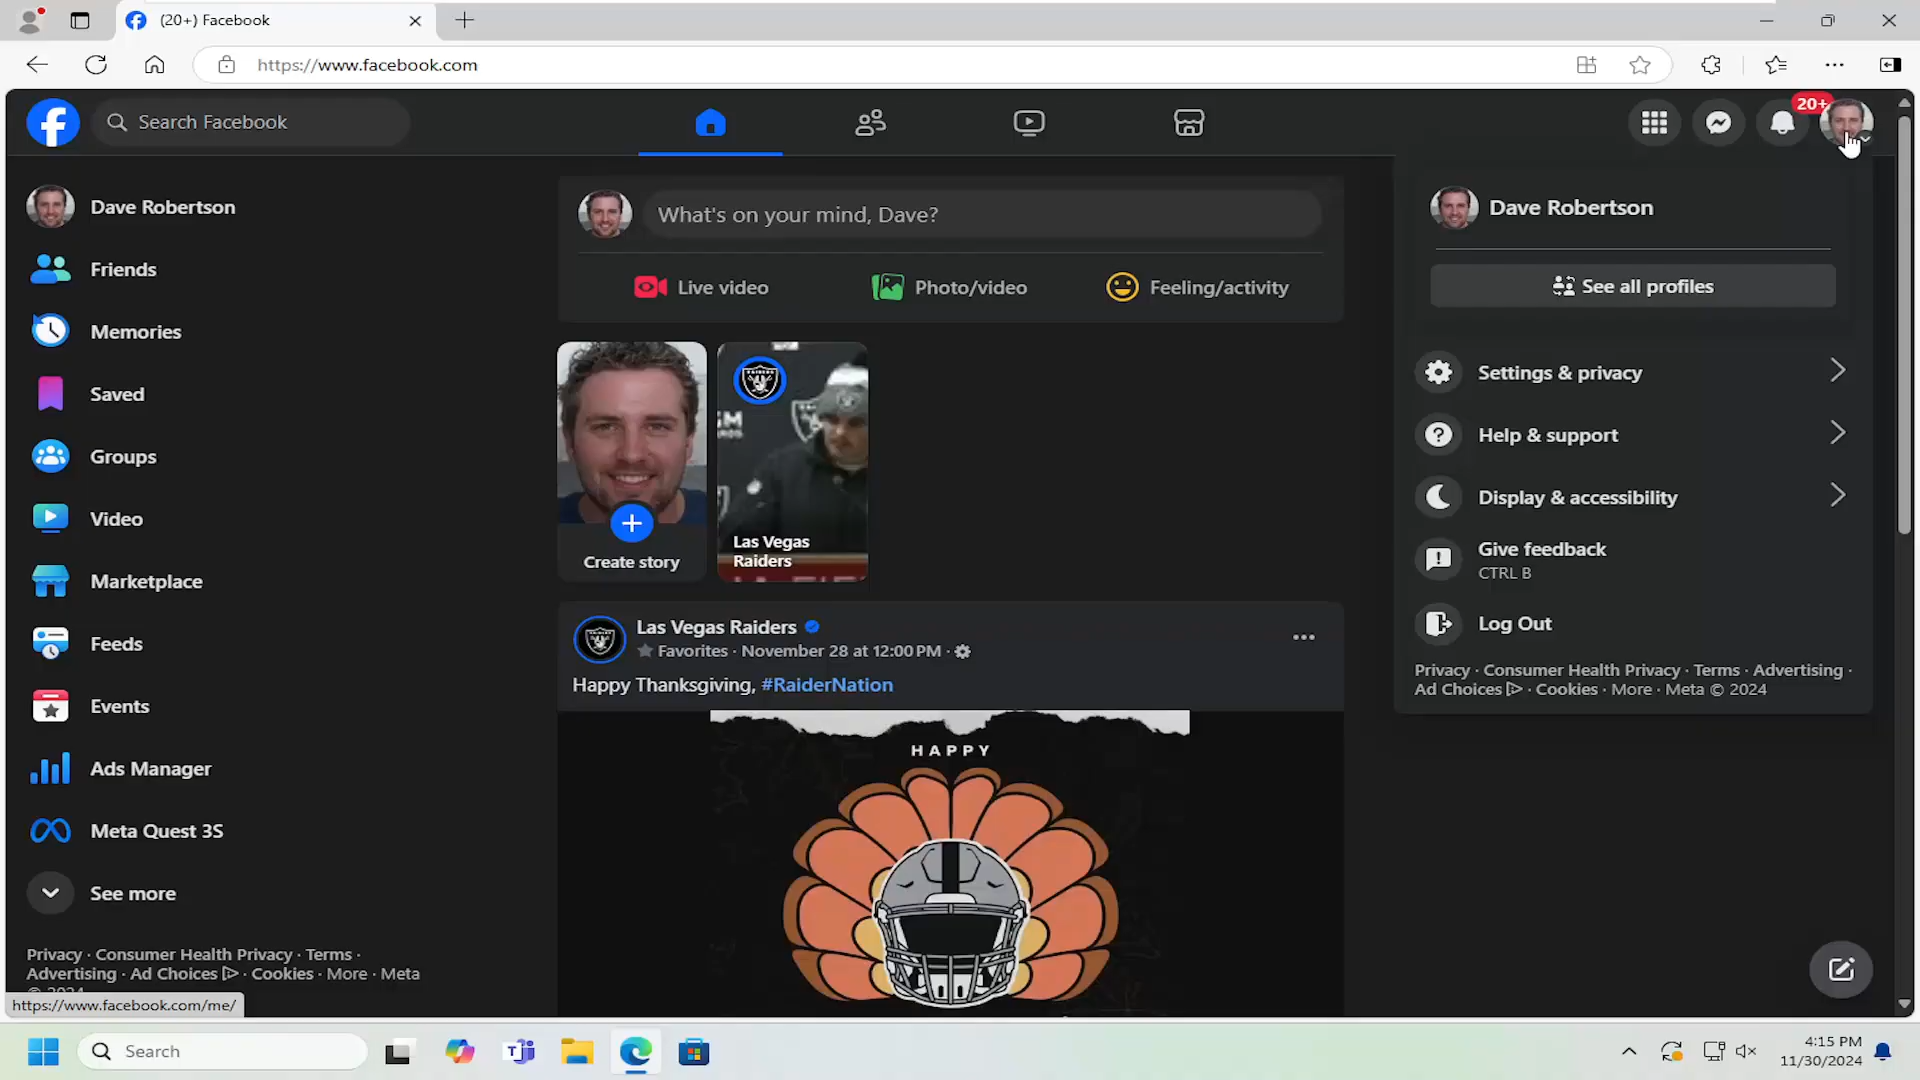 (20+) Facebook
https://www.facebook.com
Search Facebook
20+
Dave Robertson
Friends
Memories
Saved
Groups
Video
Marketplace
Feeds
Events
Ads Manager
Meta Quest 3S
See more
Privacy · Consumer Health Privacy · Terms ·
Advertising · Ad Choices · Cookies · More · Meta
© 2024
https://www.facebook.com/me/
What's on your mind, Dave?
Live video
Photo/video
Feeling/activity
Create story
Las Vegas
Raiders
Las Vegas Raiders
Favorites · November 28 at 12:00 PM ·
Happy Thanksgiving, #RaiderNation
HAPPY
Dave Robertson
See all profiles
Settings & privacy
Help & support
Display & accessibility
Give feedback
CTRL B
Log Out
Privacy · Consumer Health Privacy · Terms · Advertising ·
Ad Choices · Cookies · More · Meta © 2024
Search
4:15 PM
11/30/2024